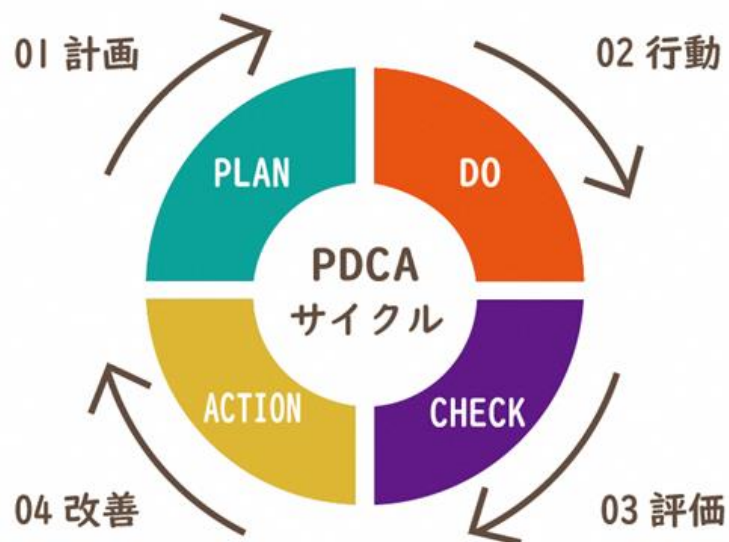 01 計画
02 行動
PLAN
DO
PDCA
サイクル
ACTION
CHECK
04 改善
03 評価